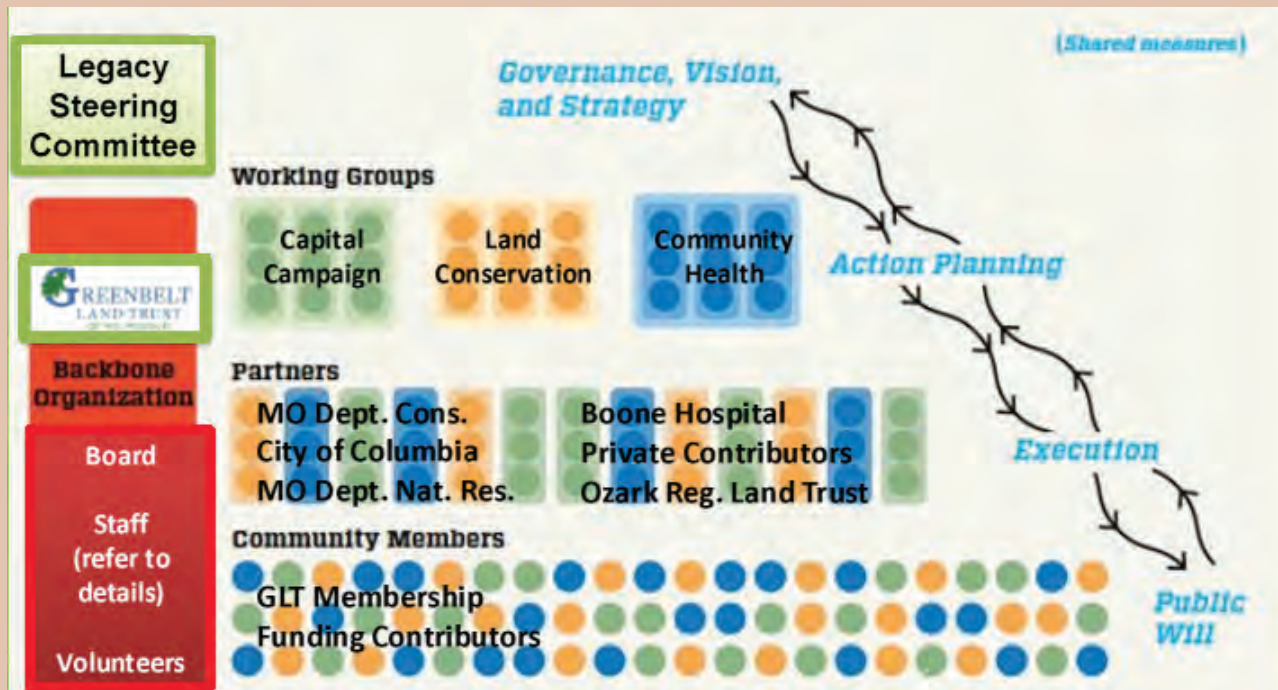 Legacy
Steering
Committee
(Shared measures)
Governance, Vision,
and Strategy
Working Groups
Capital
Campaign
Land
Conservation
Community
Health
Action Planning
GREENBELT
LAND TRUST
Backbone
Organization
Partners
MO Dept. Cons.
City of Columbia
MO Dept. Nat. Res.
Boone Hospital
Private Contributors
Ozark Reg. Land Trust
Execution
Board
Staff
(refer to
details)
Volunteers
Community Members
GLT Membership
Funding Contributors
Public
Will